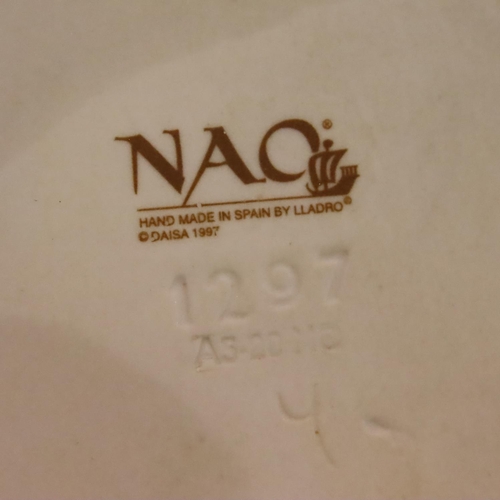 NAO®
HAND MADE IN SPAIN BY LLADRO®
© DAISA 1997
1297